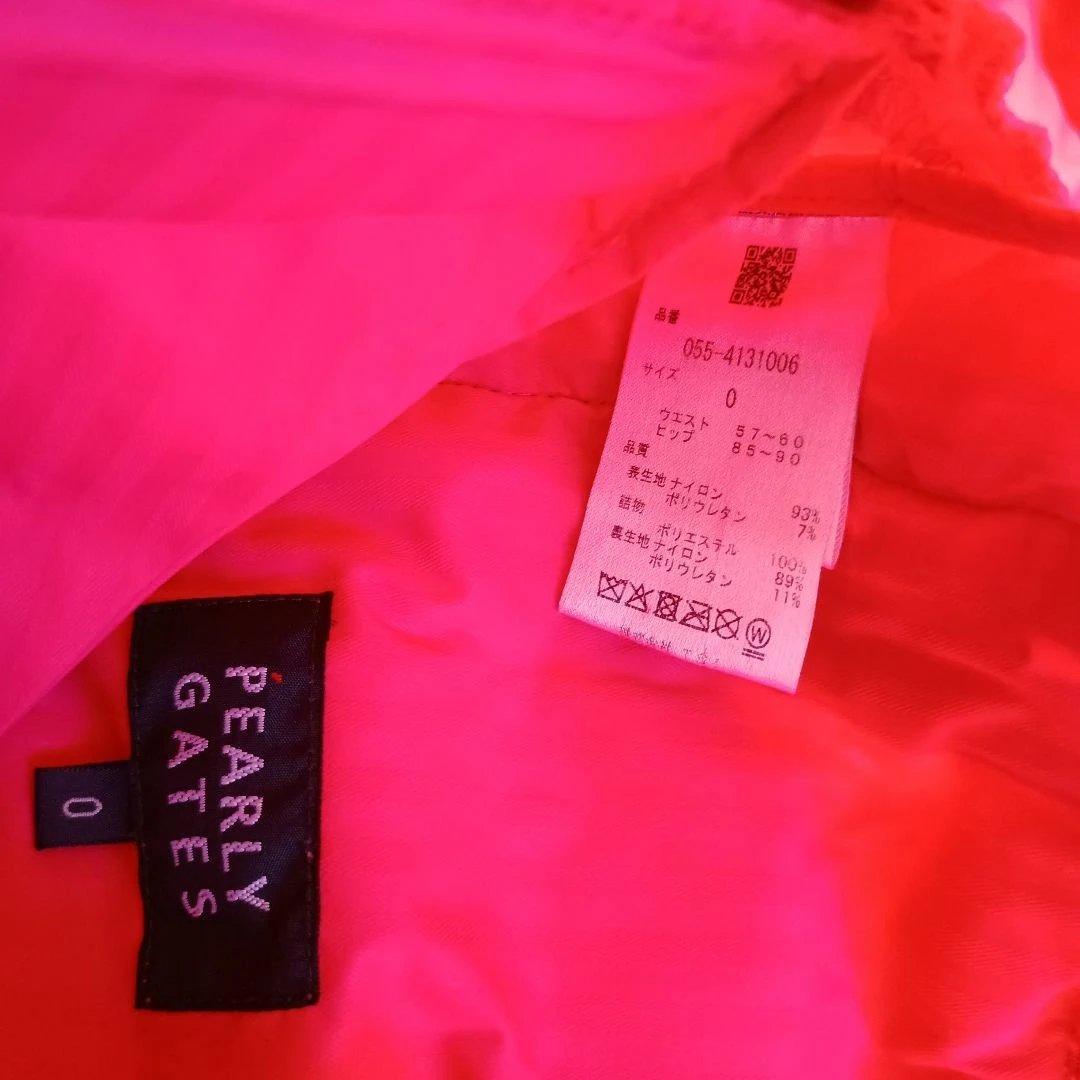 品番
055-4131006
サイズ
0
ウエスト 57～60
ヒップ 85～90
品質
表生地 ナイロン 93%
ポリウレタン 7%
詰物 ポリエステル 100%
裏生地 ナイロン 89%
ポリウレタン 11%
W
PEARLY
GATES
0